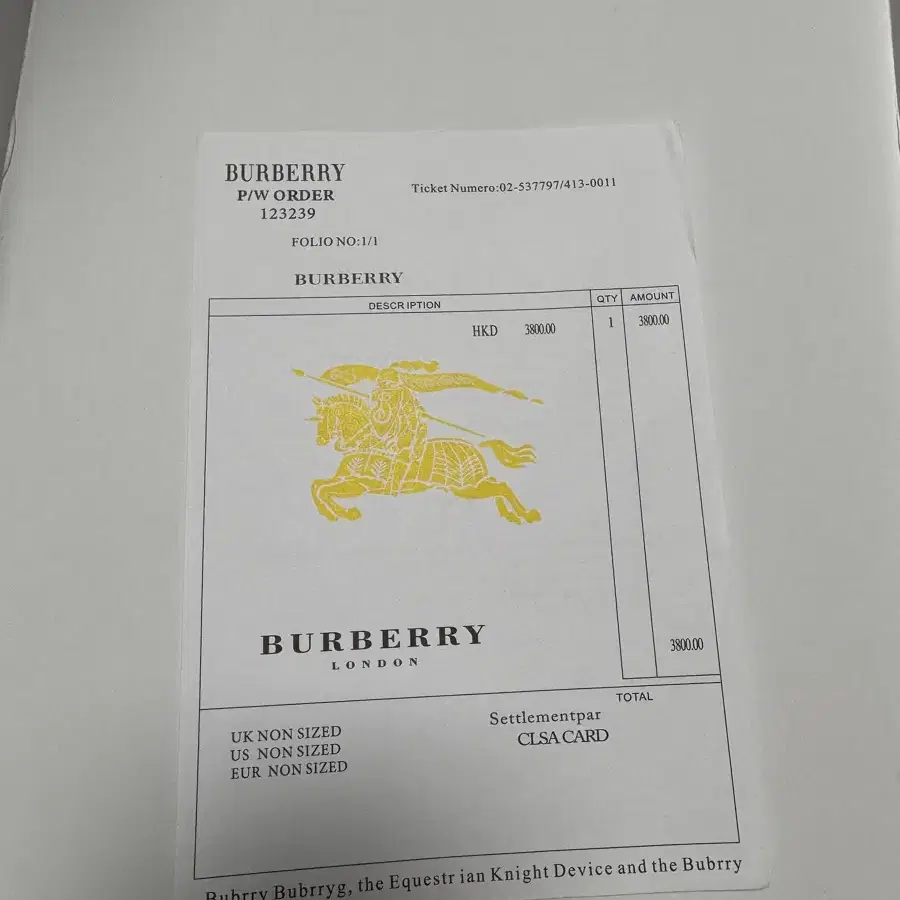 BURBERRY
P/W ORDER
123239
Ticket Numero:02-537797/413-0011
FOLIO NO:1/1
BURBERRY
DESCRIPTION QTY AMOUNT
HKD 3800.00 1 3800.00
BURBERRY
LONDON
3800.00
TOTAL
UK NON SIZED
US NON SIZED
EUR NON SIZED
Settlementpar
CLSA CARD
Bubrry Bubrryg, the Equestr ian Knight Device and the Bubrry